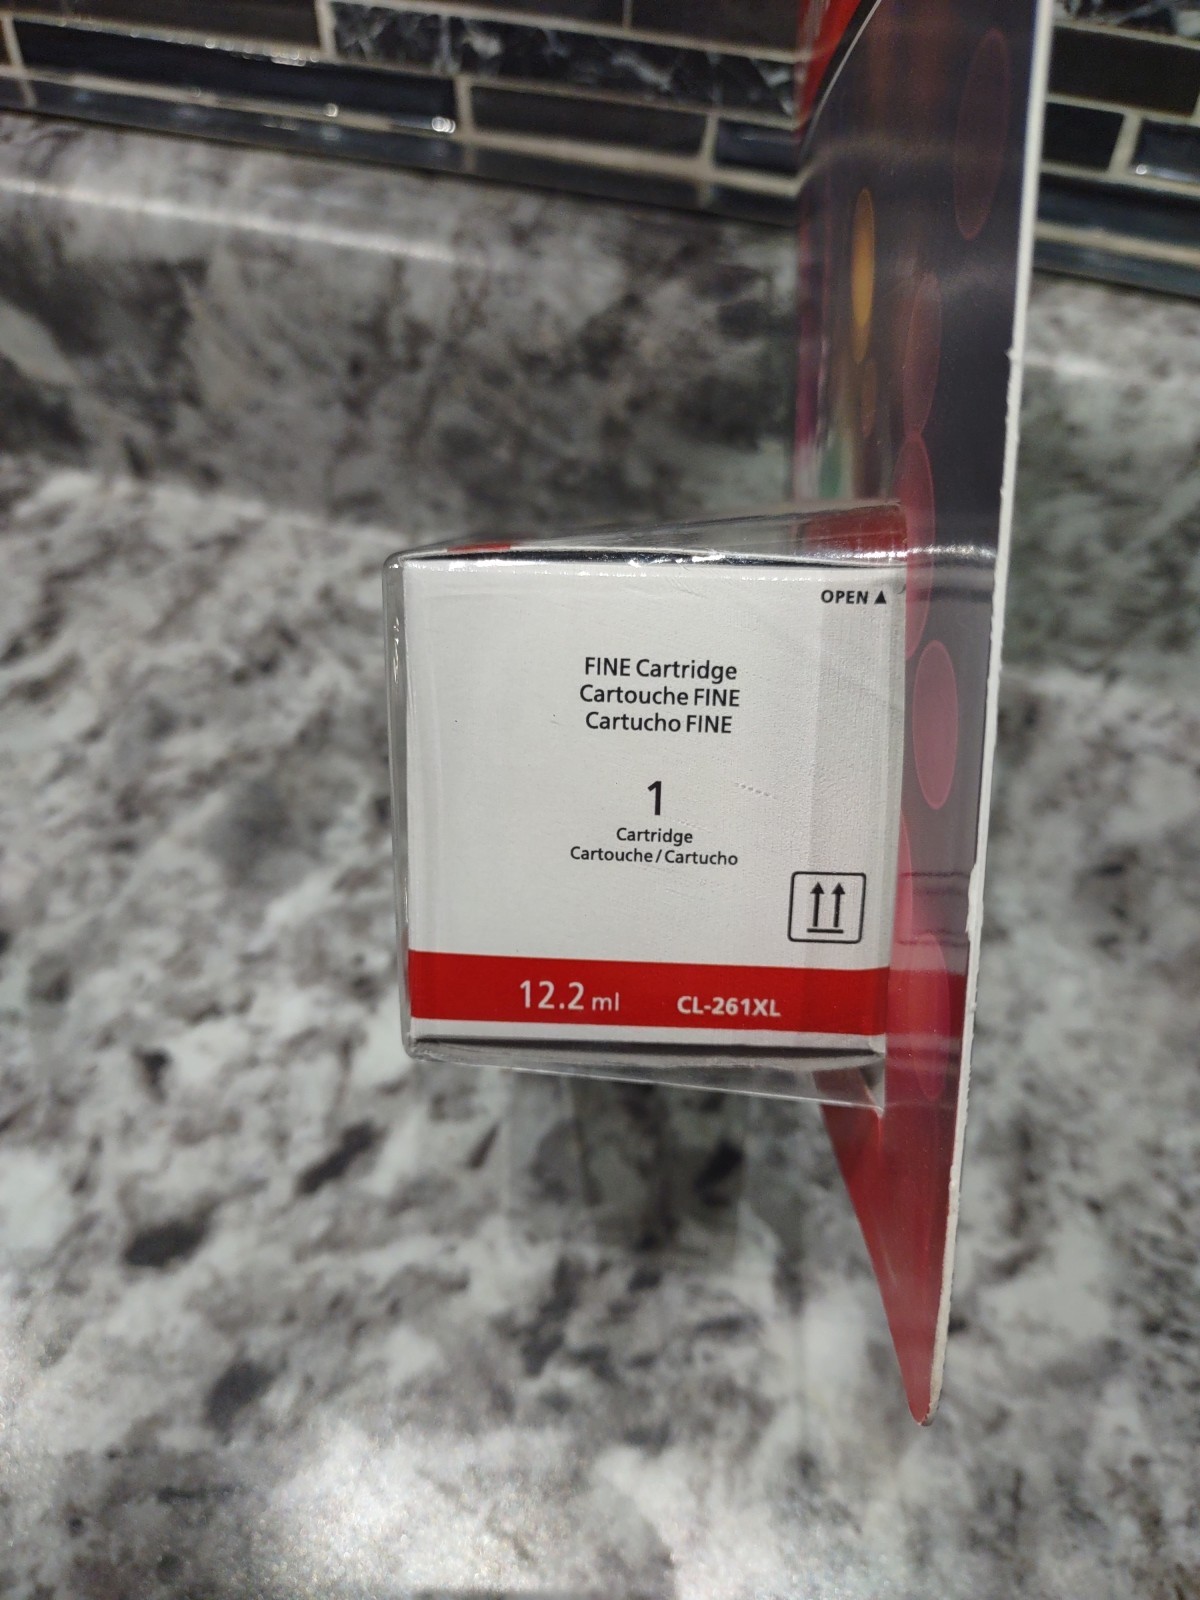 OPEN ▲
FINE Cartridge
Cartouche FINE
Cartucho FINE
1
Cartridge
Cartouche/Cartucho
12.2 ml CL-261XL